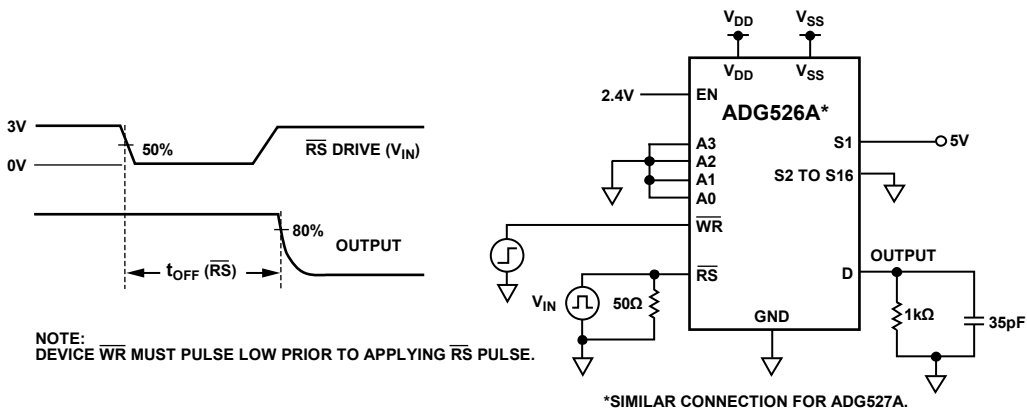 3V
0V
50%
RS DRIVE (VIN)
80%
OUTPUT
tOFF (RS)
NOTE:
DEVICE WR MUST PULSE LOW PRIOR TO APPLYING RS PULSE.
VDD
VSS
VDD
VSS
2.4V
EN
ADG526A*
A3
A2
A1
A0
S1
5V
S2 TO S16
WR
RS
VIN
50Ω
D
OUTPUT
GND
1kΩ
35pF
*SIMILAR CONNECTION FOR ADG527A.